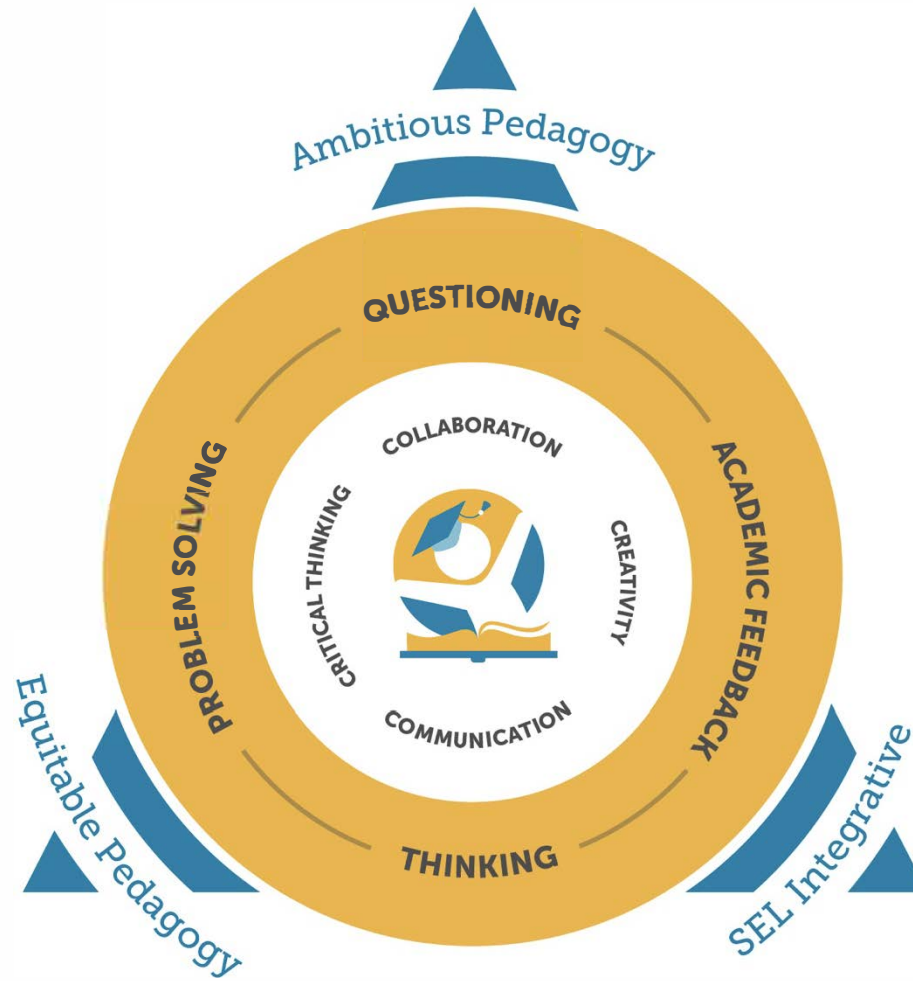 Ambitious Pedagogy
QUESTIONING
COLLABORATION
PROBLEM SOLVING
CRITICAL THINKING
CREATIVITY
ACADEMIC FEEDBACK
COMMUNICATION
THINKING
Equitable Pedagogy
SEL Integrative